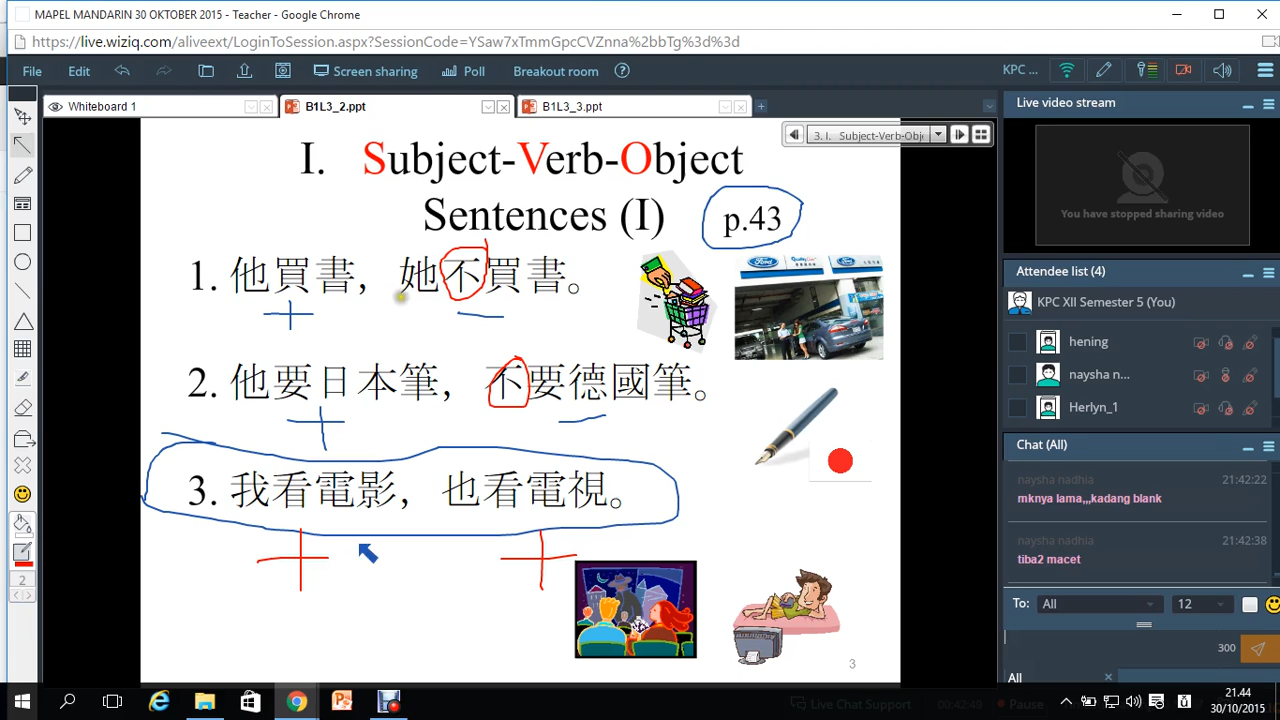 MAPEL MANDARIN 30 OKTOBER 2015 - Teacher - Google Chrome
https://live.wiziq.com/aliveext/LoginToSession.aspx?SessionCode=YSaw7xTmmGpcCVZnna%2bbTg%3d%3d
File Edit Screen sharing Poll Breakout room KPC ...
Whiteboard 1 B1L3_2.ppt B1L3_3.ppt
3. I. Subject-Verb-Obj
I. Subject-Verb-Object
Sentences (I) p.43
1. 他買書, 她不買書。
2. 他要日本筆, 不要德國筆。
3. 我看電影, 也看電視。
3
Live video stream
You have stopped sharing video
Attendee list (4)
KPC XII Semester 5 (You)
hening
naysha n...
Herlyn_1
Chat (All)
naysha nadhia 21:42:22
mknya lama,,,kadang blank
naysha nadhia 21:42:38
tiba2 macet
To: All 12
300
All
2
Live Chat Support 02:42:49 Pause
21.44
30/10/2015